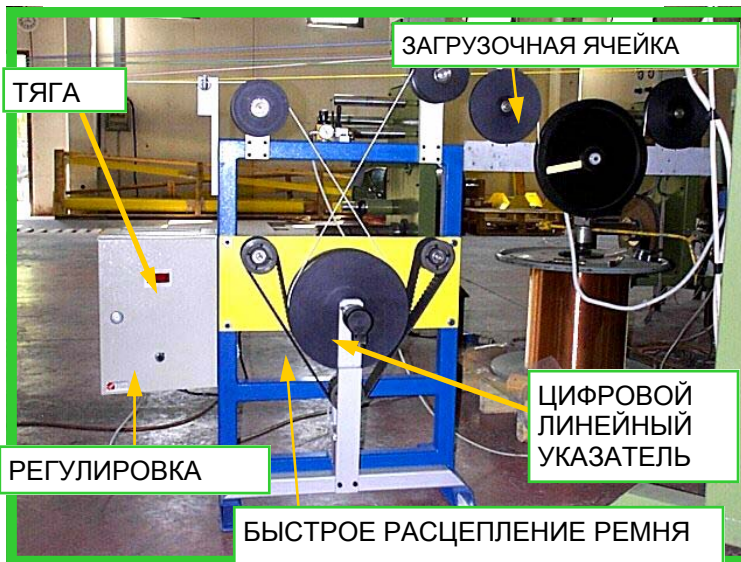 ЗАГРУЗОЧНАЯ ЯЧЕЙКА
ТЯГА
ЦИФРОВОЙ
ЛИНЕЙНЫЙ
УКАЗАТЕЛЬ
РЕГУЛИРОВКА
БЫСТРОЕ РАСЦЕПЛЕНИЕ РЕМНЯ